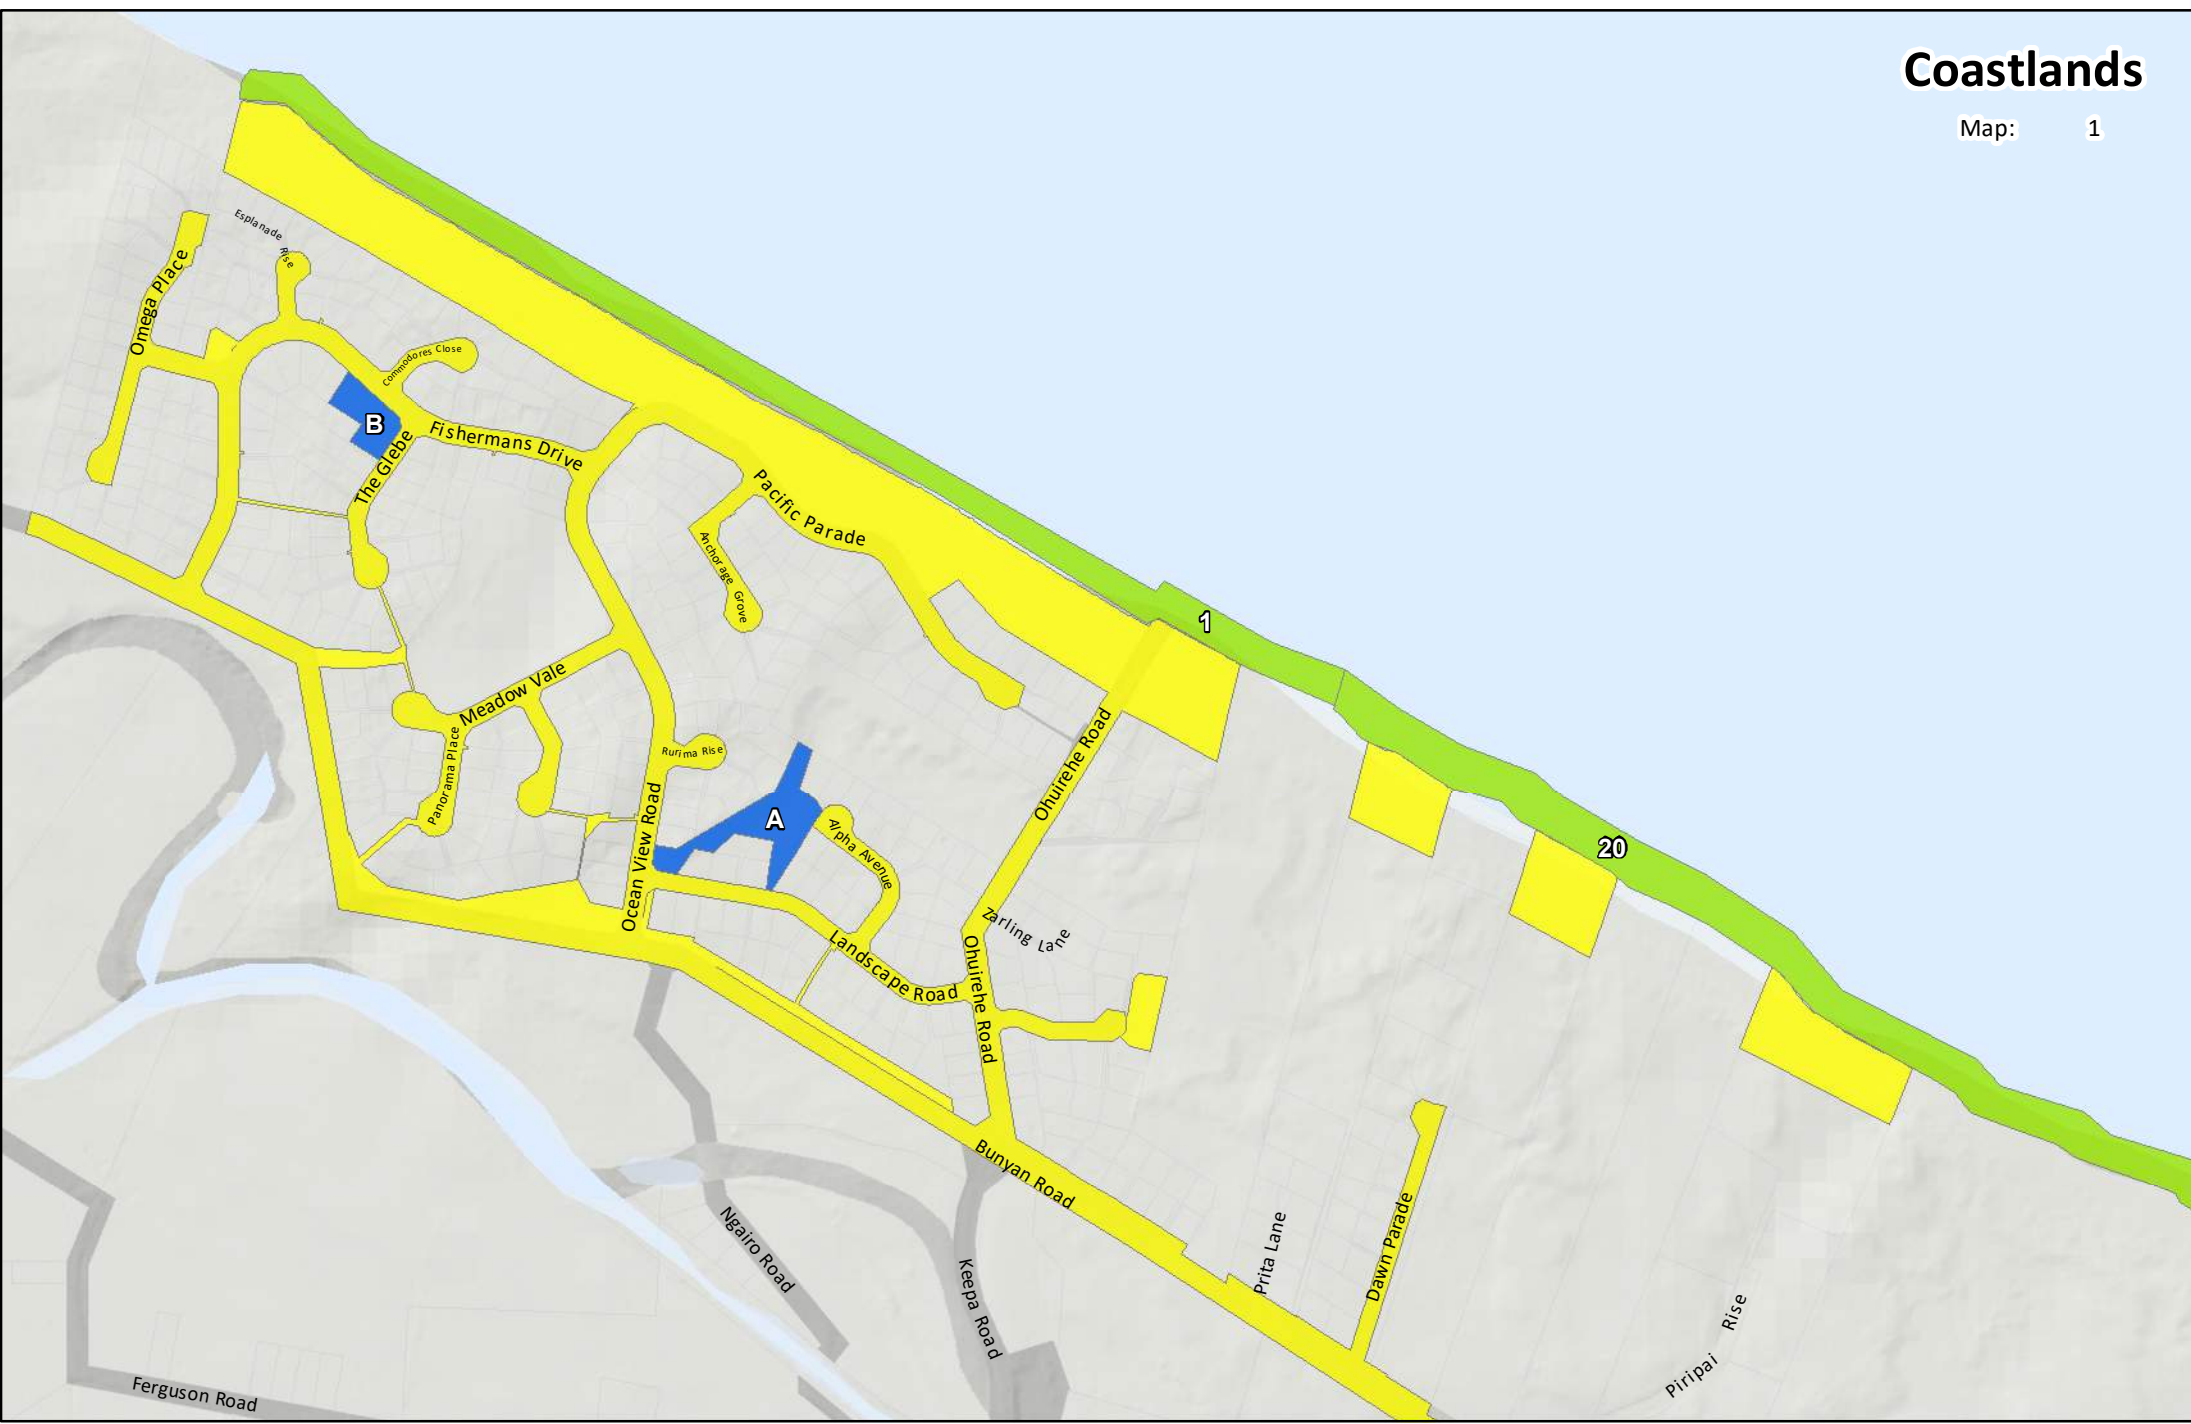 Coastlands
Map: 1
Esplanade Rise
Omega Place
Commodores Close
B
Fishermans Drive
The Glebe
Pacific Parade
Anchorage Grove
1
Meadow Vale
Panorama Place
Rurima Rise
Ohuirehe Road
Ocean View Road
A
Alpha Avenue
20
Zarling Lane
Landscape Road
Ohuirehe Road
Bunyan Road
Ngairo Road
Keepa Road
Prita Lane
Dawn Parade
Piripai Rise
Ferguson Road